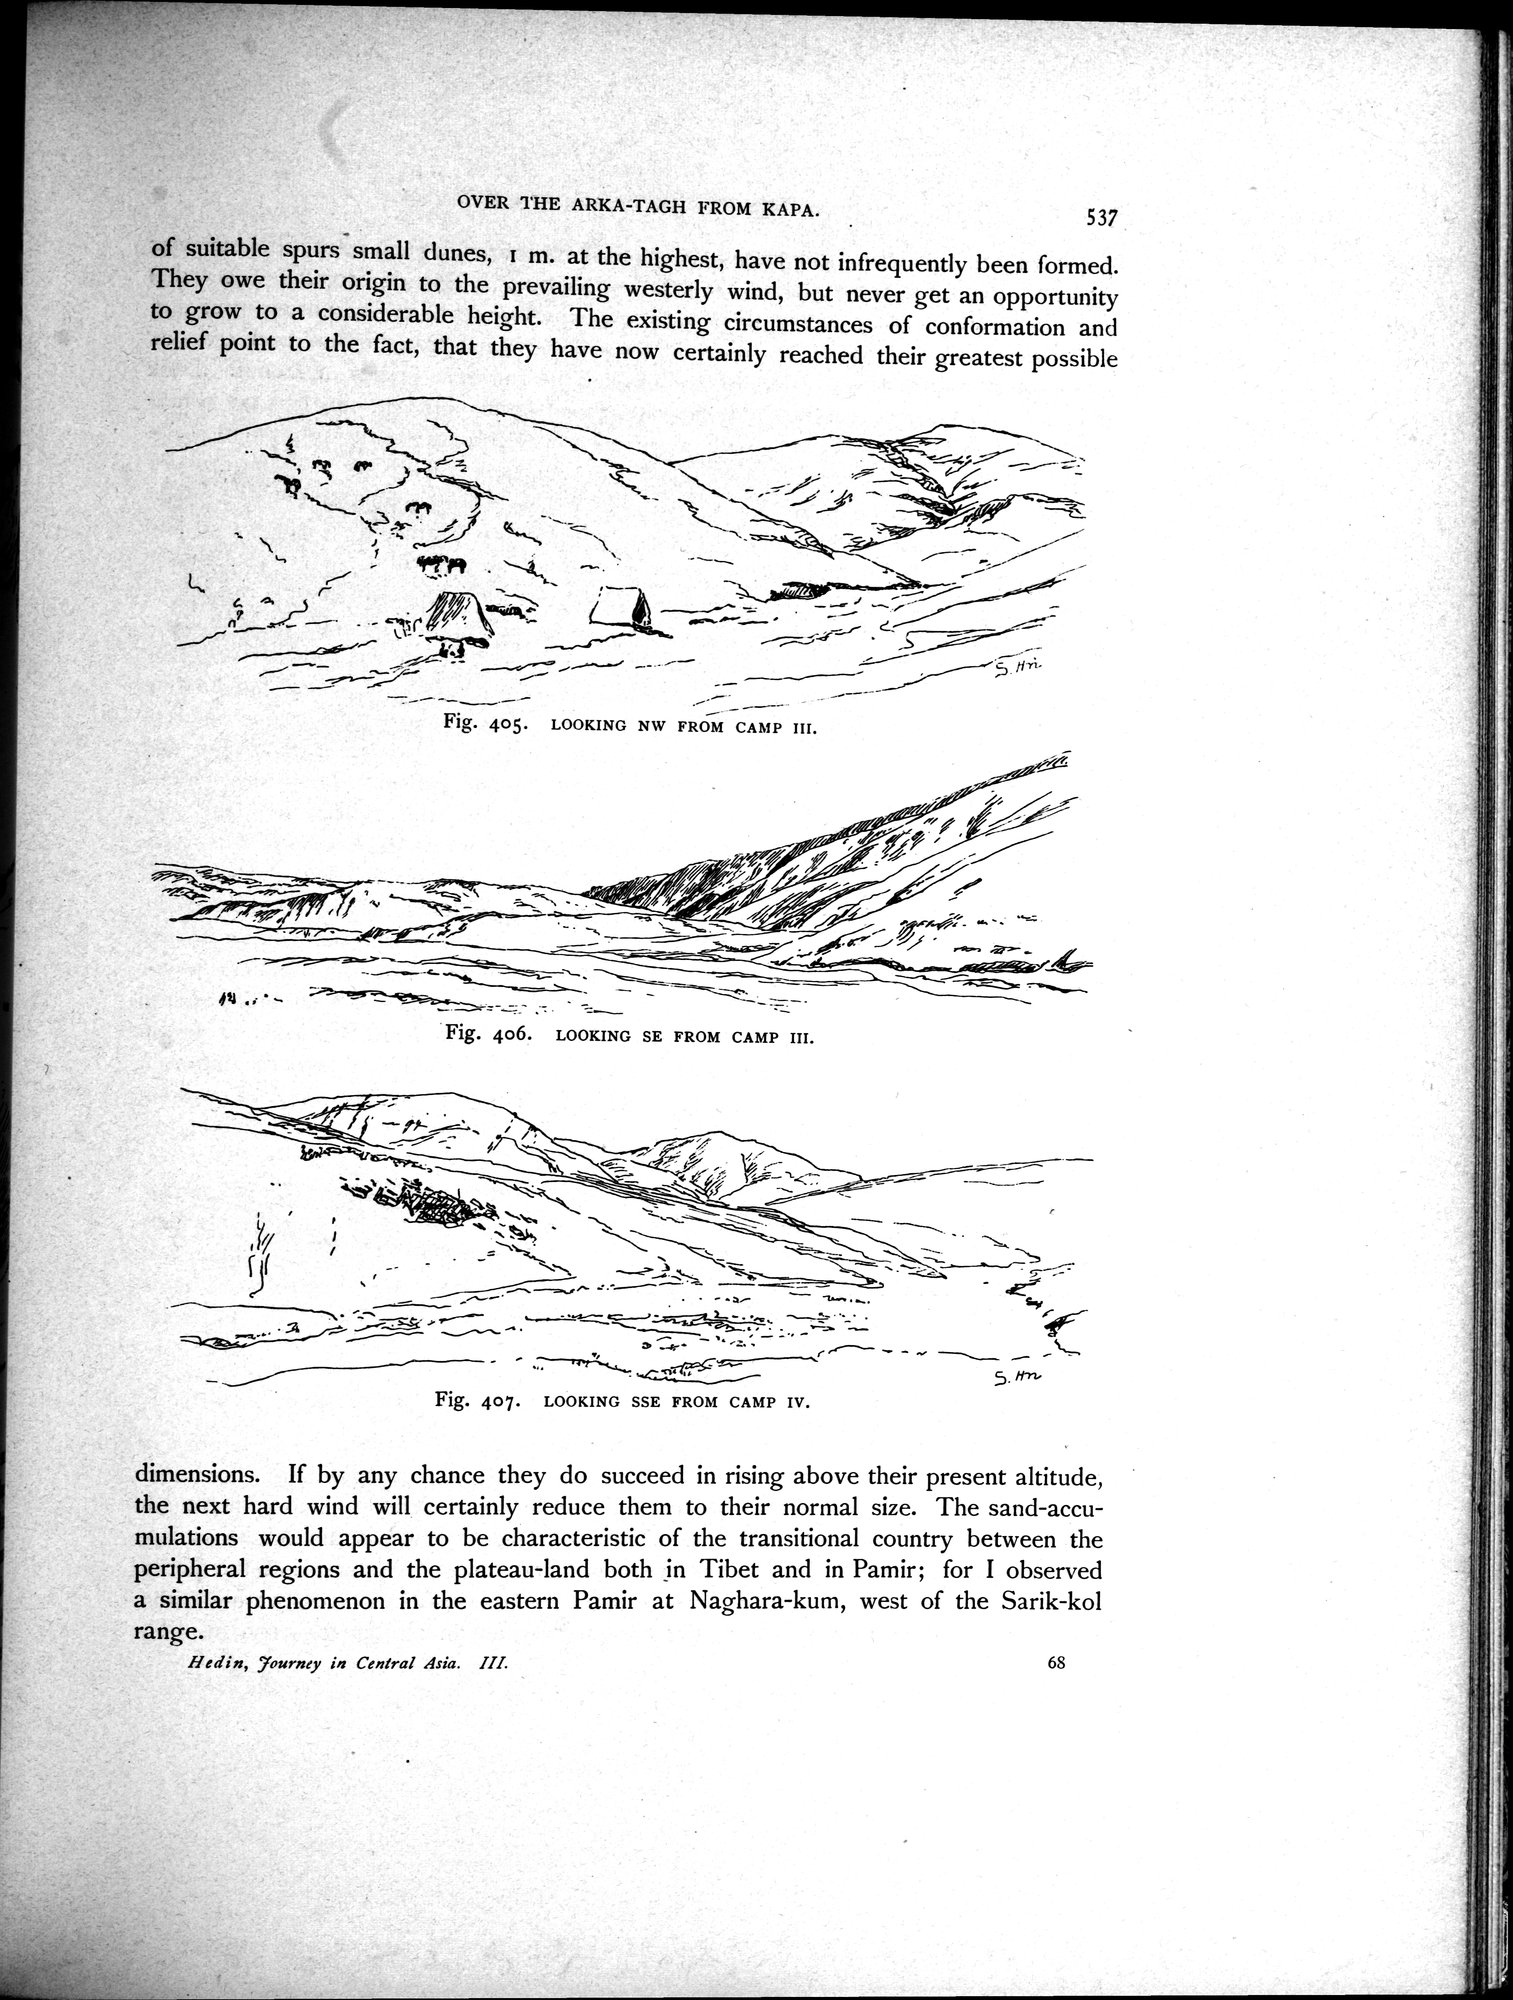 OVER THE ARKA-TAGH FROM KAPA.
537
of suitable spurs small dunes, 1 m. at the highest, have not infrequently been formed.
They owe their origin to the prevailing westerly wind, but never get an opportunity
to grow to a considerable height. The existing circumstances of conformation and
relief point to the fact, that they have now certainly reached their greatest possible
S. Hn
Fig. 405. LOOKING NW FROM CAMP III.
Fig. 406. LOOKING SE FROM CAMP III.
S. Hn
Fig. 407. LOOKING SSE FROM CAMP IV.
dimensions. If by any chance they do succeed in rising above their present altitude,
the next hard wind will certainly reduce them to their normal size. The sand-accu-
mulations would appear to be characteristic of the transitional country between the
peripheral regions and the plateau-land both in Tibet and in Pamir; for I observed
a similar phenomenon in the eastern Pamir at Naghara-kum, west of the Sarik-kol
range.
Hedin, Journey in Central Asia. III.
68